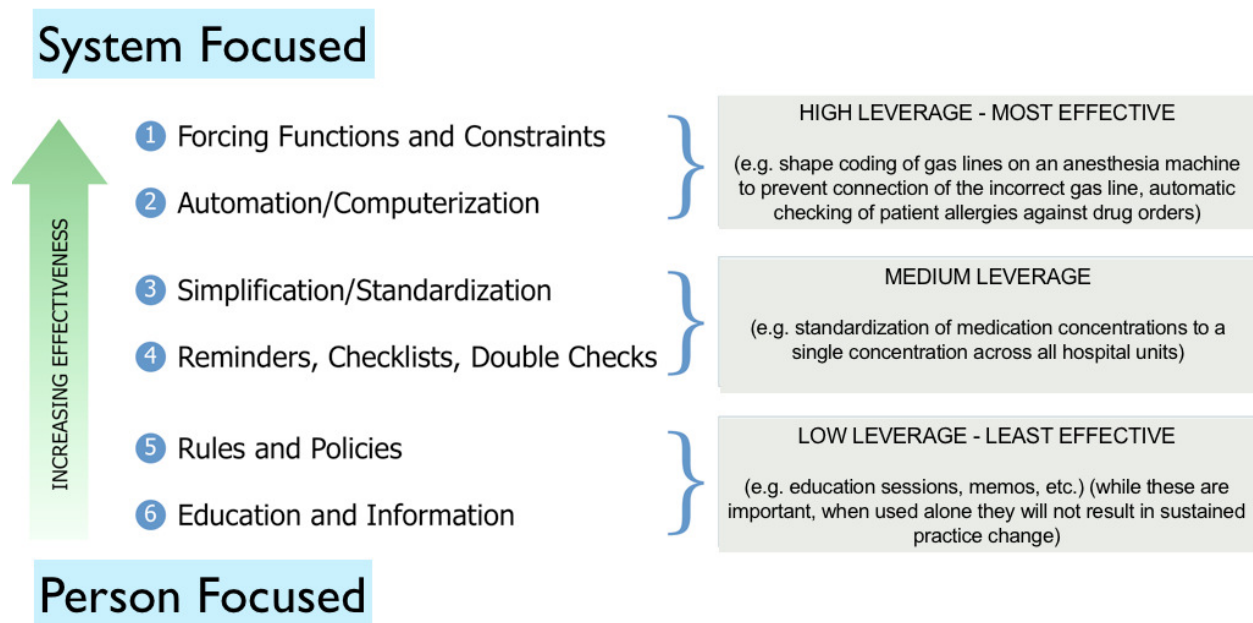 System Focused
INCREASING EFFECTIVENESS
1 Forcing Functions and Constraints
2 Automation/Computerization
HIGH LEVERAGE - MOST EFFECTIVE
(e.g. shape coding of gas lines on an anesthesia machine
to prevent connection of the incorrect gas line, automatic
checking of patient allergies against drug orders)
3 Simplification/Standardization
4 Reminders, Checklists, Double Checks
MEDIUM LEVERAGE
(e.g. standardization of medication concentrations to a
single concentration across all hospital units)
5 Rules and Policies
6 Education and Information
LOW LEVERAGE - LEAST EFFECTIVE
(e.g. education sessions, memos, etc.) (while these are
important, when used alone they will not result in sustained
practice change)
Person Focused